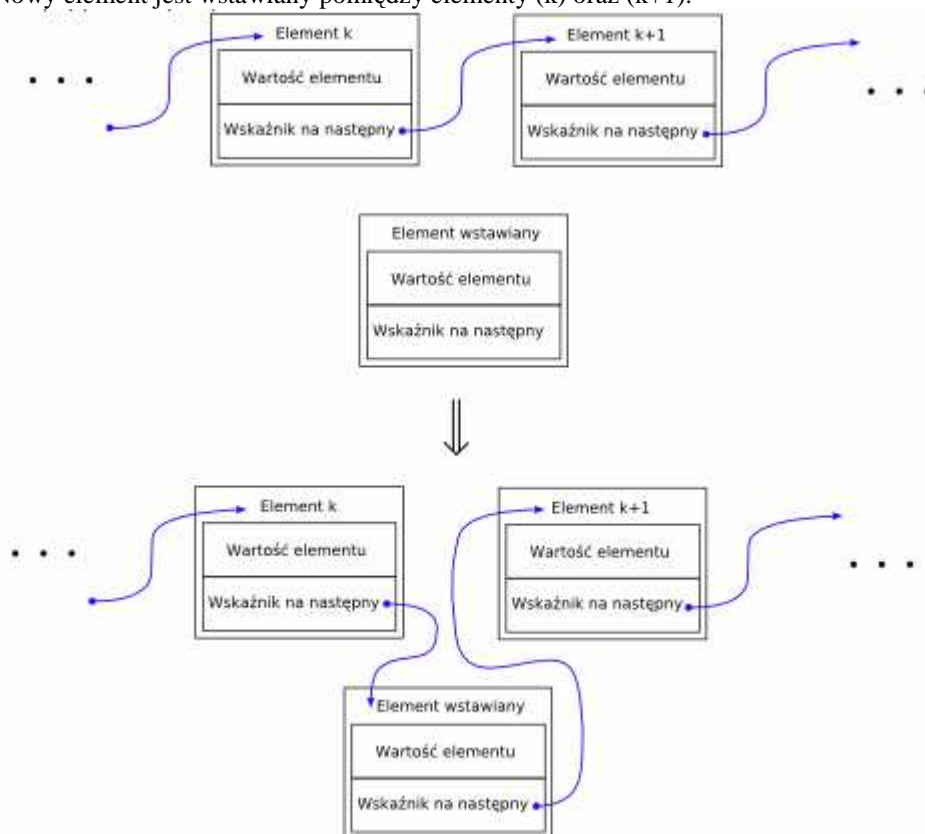 Nowy element jest wstawiany pomiędzy elementy (k) oraz (k+1).
Element k
Element k+1
Wartość elementu
Wartość elementu
Wskaźnik na następny
Wskaźnik na następny
Element wstawiany
Wartość elementu
Wskaźnik na następny
Element k
Element k+1
Wartość elementu
Wartość elementu
Wskaźnik na następny
Wskaźnik na następny
Element wstawiany
Wartość elementu
Wskaźnik na następny